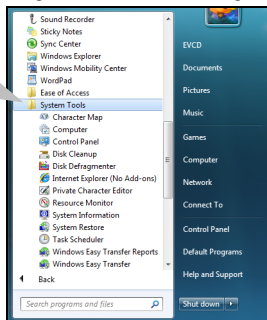 Sound Recorder
Sticky Notes
Sync Center
Windows Explorer
Windows Mobility Center
WordPad
Ease of Access
System Tools
Character Map
Computer
Control Panel
Disk Cleanup
Disk Defragmenter
Internet Explorer (No Add-ons)
Private Character Editor
Resource Monitor
System Information
System Restore
Task Scheduler
Windows Easy Transfer Reports
Windows Easy Transfer
Back
Search programs and files
EVCD
Documents
Pictures
Music
Games
Computer
Network
Connect To
Control Panel
Default Programs
Help and Support
Shut down